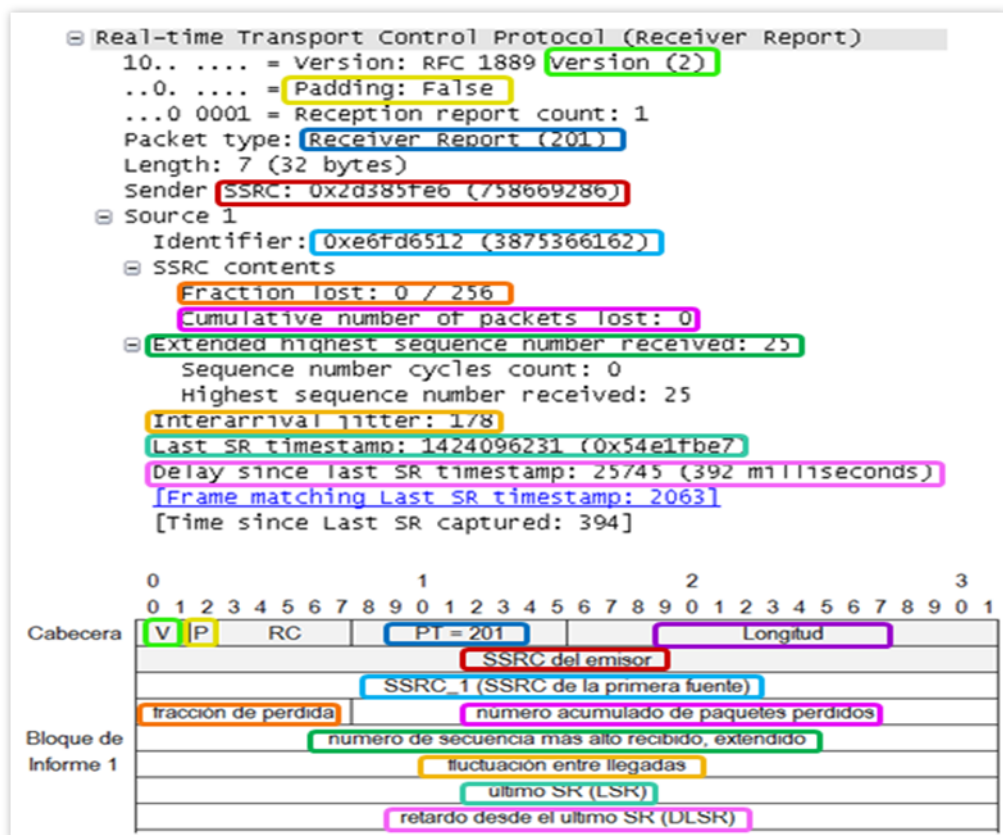 Real-time Transport Control Protocol (Receiver Report)
10.. .... = Version: RFC 1889 Version (2)
..0. .... = Padding: False
...0 0001 = Reception report count: 1
Packet type: Receiver Report (201)
Length: 7 (32 bytes)
Sender SSRC: 0x2d385fe6 (758669286)
Source 1
Identifier: 0xe6fd6512 (3875366162)
SSRC contents
Fraction lost: 0 / 256
Cumulative number of packets lost: 0
Extended highest sequence number received: 25
Sequence number cycles count: 0
Highest sequence number received: 25
Interarrival jitter: 178
Last SR timestamp: 1424096231 (0x54e1fbe7
Delay since last SR timestamp: 25745 (392 milliseconds)
[Frame matching Last SR timestamp: 2063]
[Time since Last SR captured: 394]
0 1 2 3
0 1 2 3 4 5 6 7 8 9 0 1 2 3 4 5 6 7 8 9 0 1 2 3 4 5 6 7 8 9 0 1
Cabecera V P RC PT = 201 Longitud
SSRC del emisor
SSRC_1 (SSRC de la primera fuente)
fracción de perdida número acumulado de paquetes perdidos
Bloque de numero de secuencia más alto recibido, extendido
Informe 1 fluctuación entre llegadas
ultimo SR (LSR)
retardo desde el ultimo SR (DLSR)